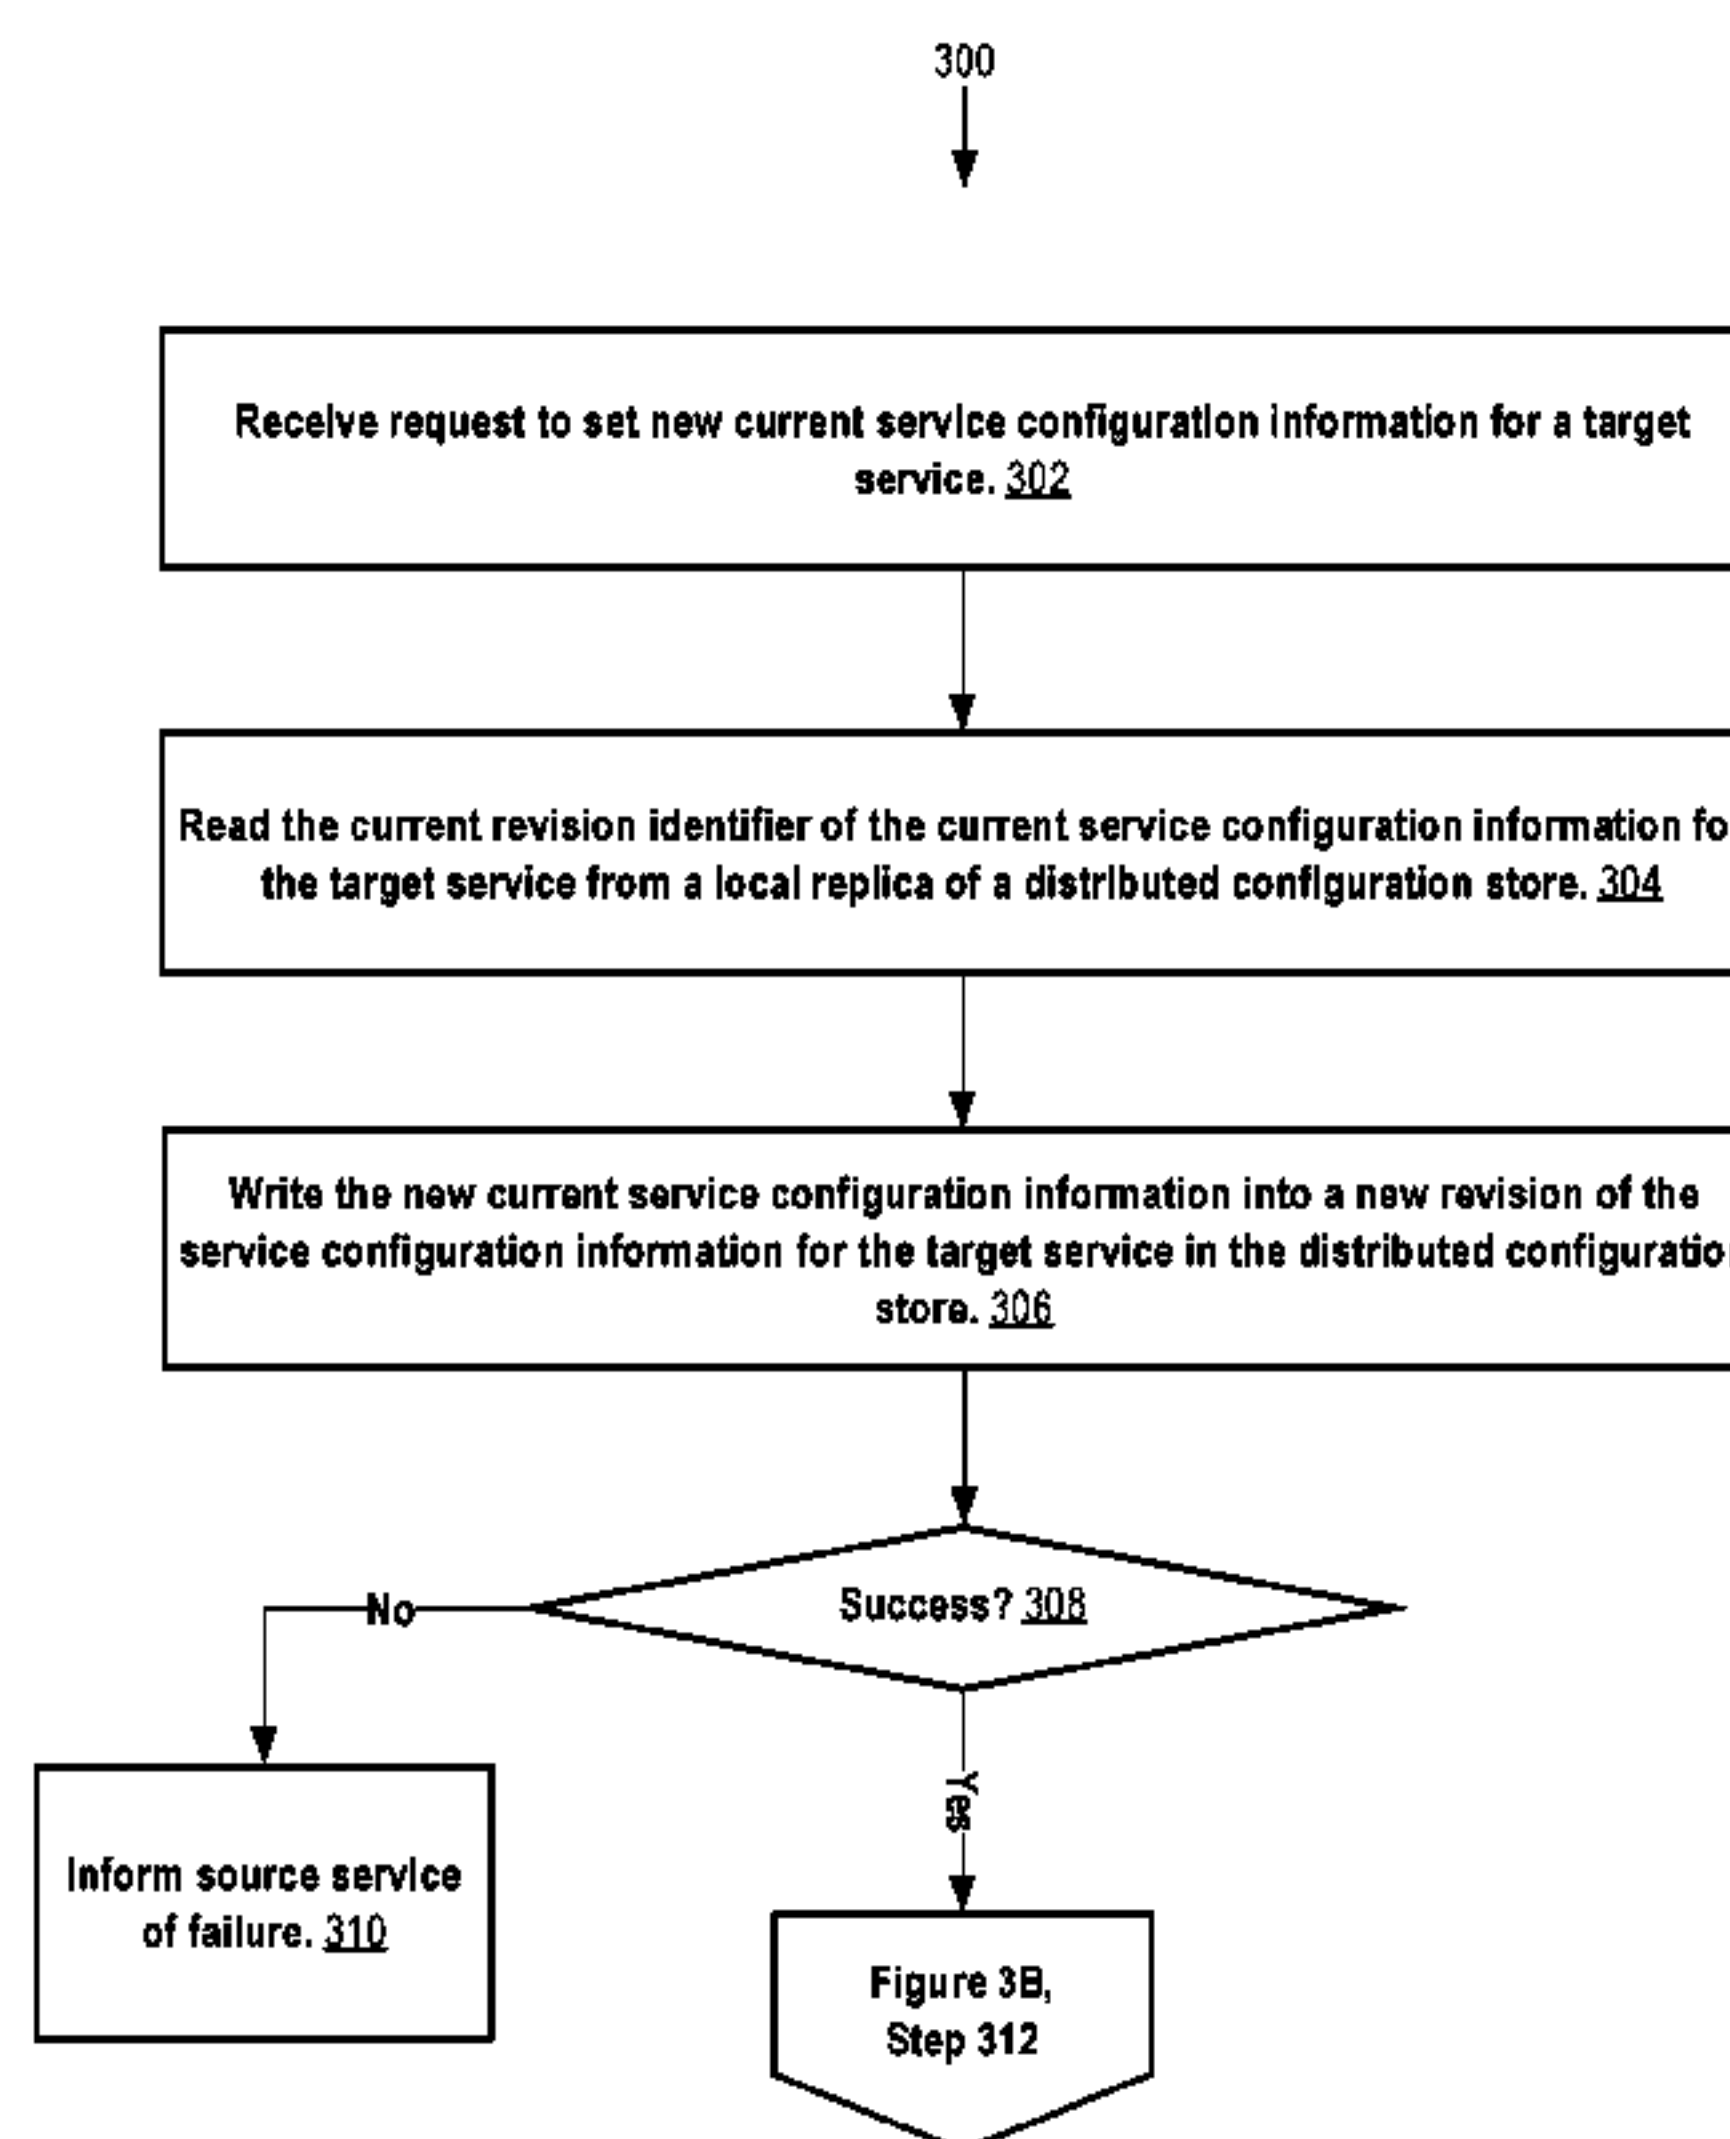 300
Receive request to set new current service configuration information for a target
service. 302
Read the current revision identifier of the current service configuration information fo
the target service from a local replica of a distributed configuration store. 304
Write the new current service configuration information into a new revision of the
service configuration information for the target service in the distributed configuratio
store. 306
Success? 308
No
Yes
Inform source service
of failure. 310
Figure 3B,
Step 312